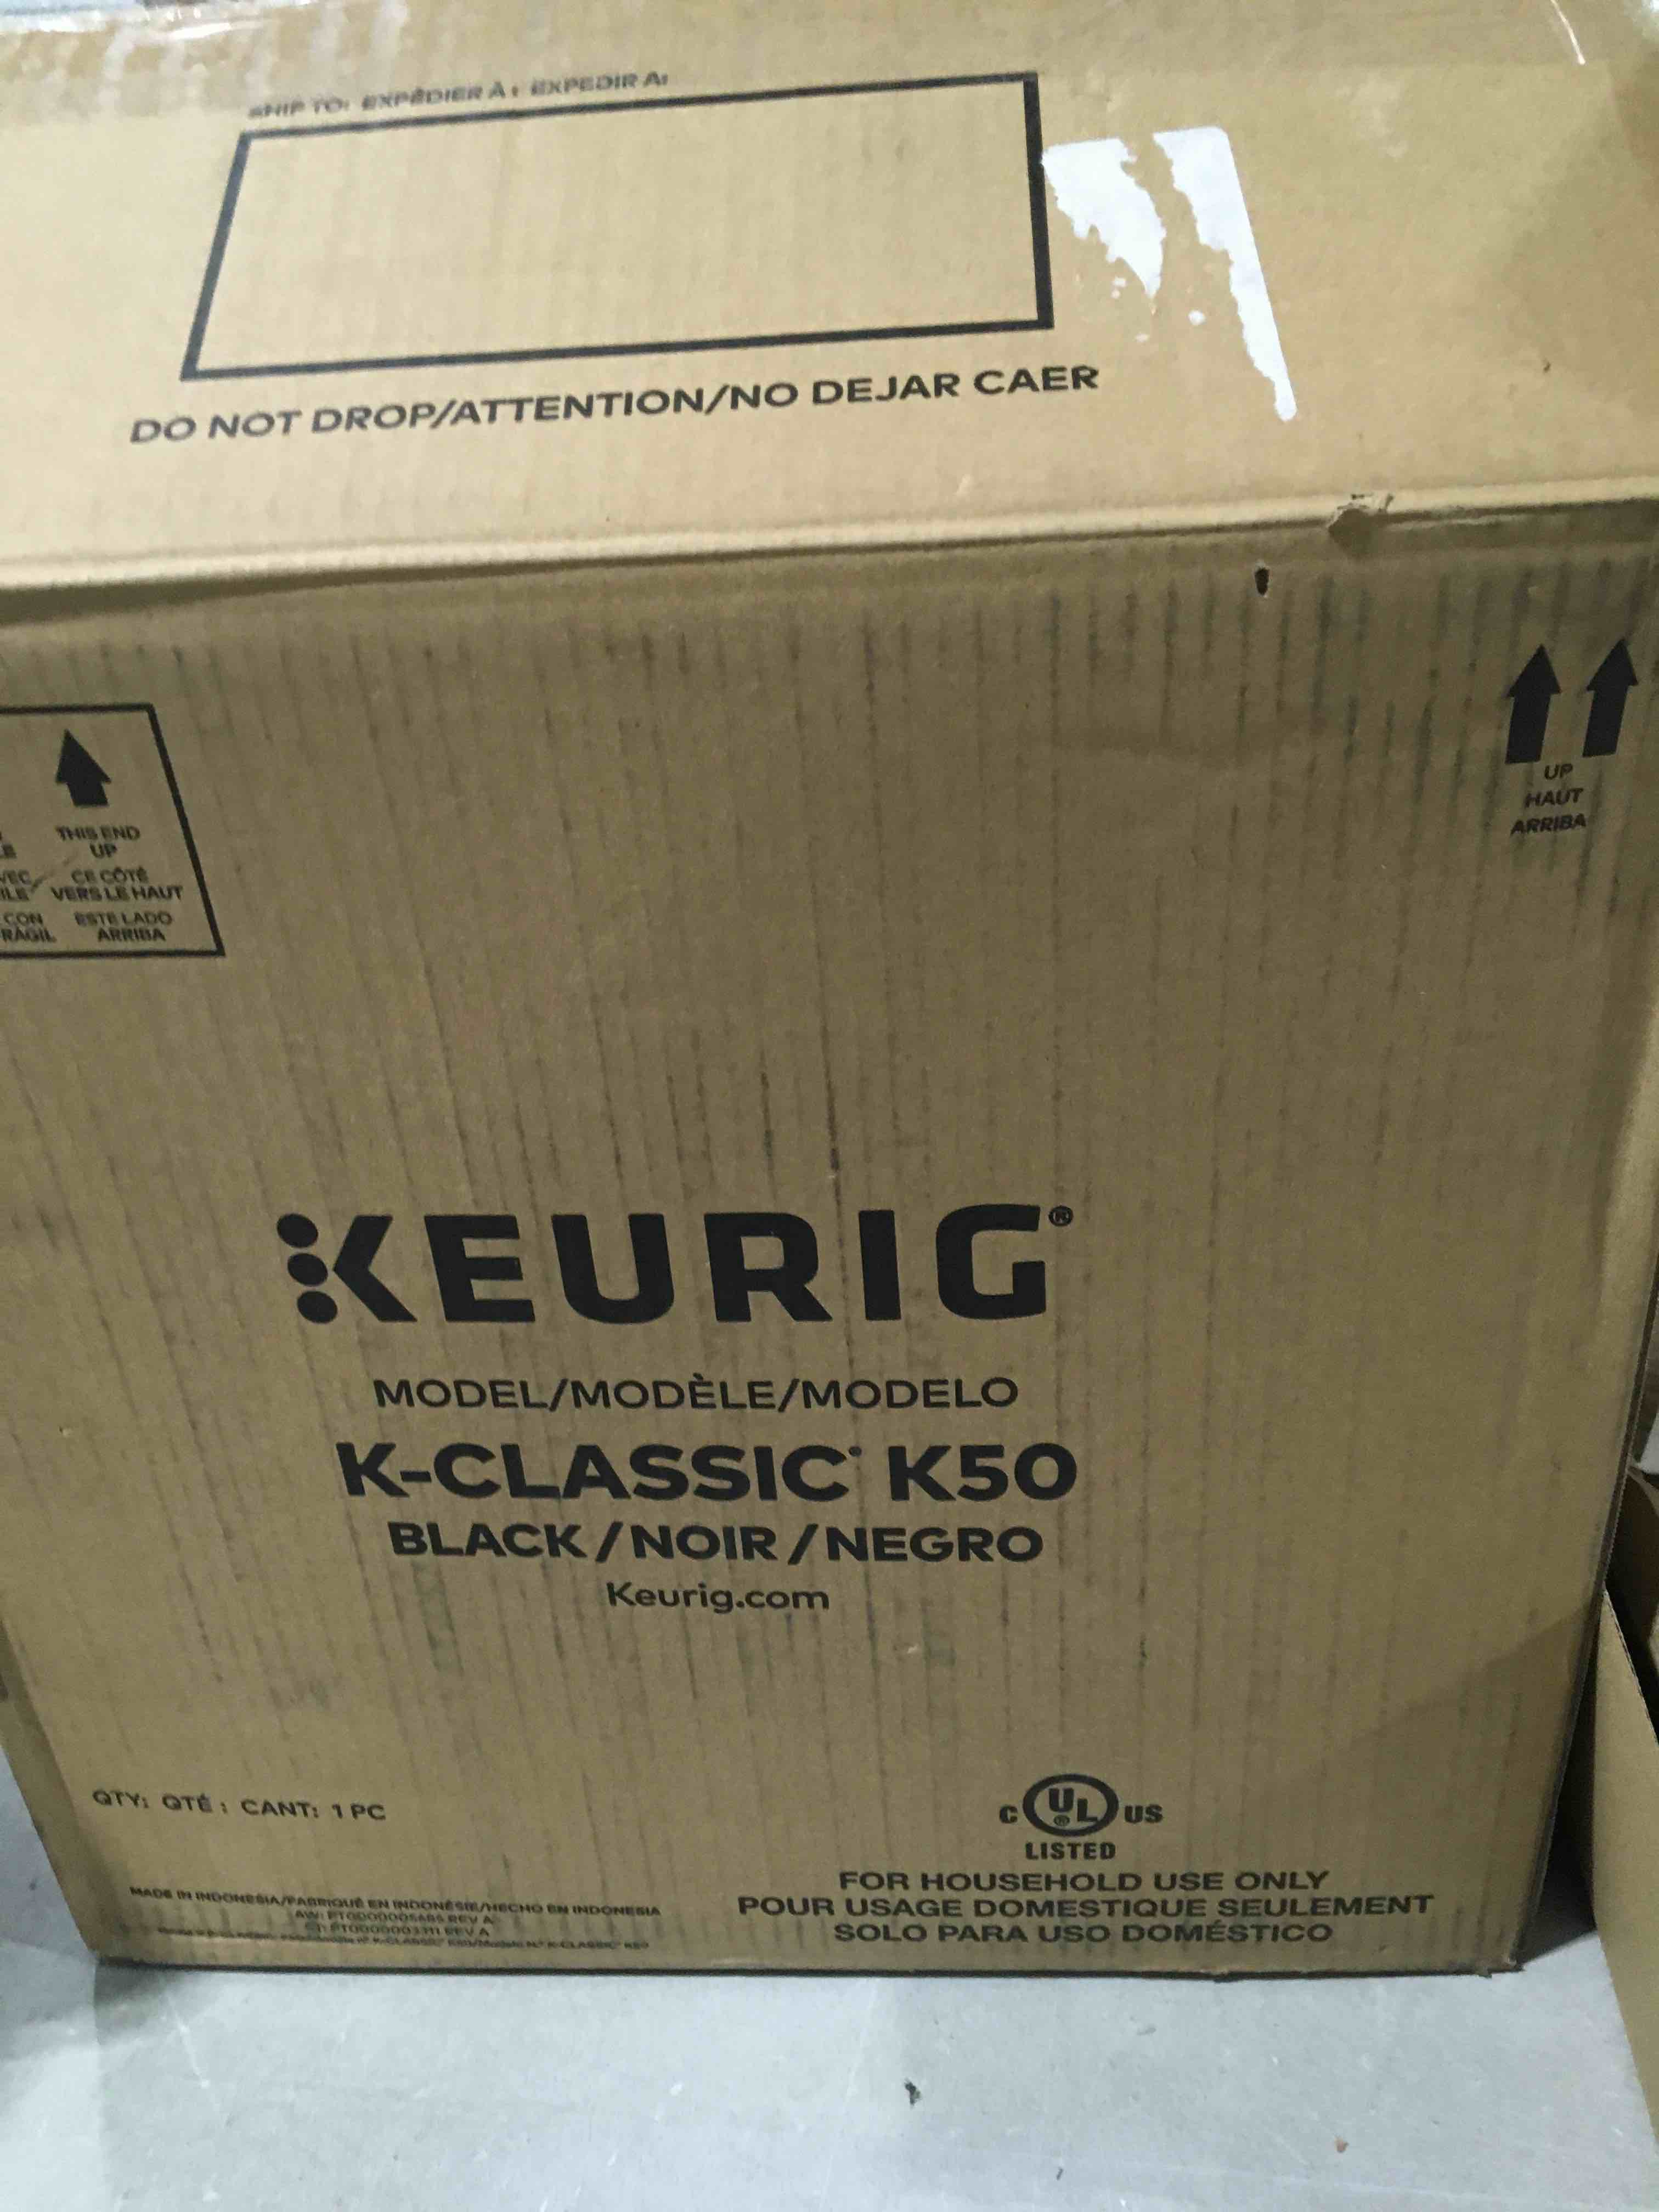 SHIP TO: EXPÉDIER À : EXPEDIR A:
DO NOT DROP/ATTENTION/NO DEJAR CAER
THIS END
UP
CE CÔTÉ
VERS LE HAUT
CON ESTE LADO
ARRIBA
UP
HAUT
ARRIBA
KEURIG®
MODEL/MODÈLE/MODELO
K-CLASSIC® K50
BLACK/NOIR/NEGRO
Keurig.com
QTY: QTÉ : CANT: 1 PC
C UL® US
LISTED
FOR HOUSEHOLD USE ONLY
POUR USAGE DOMESTIQUE SEULEMENT
SOLO PARA USO DOMÉSTICO
MADE IN INDONESIA/FABRIQUÉ EN INDONÉSIE/HECHO EN INDONESIA